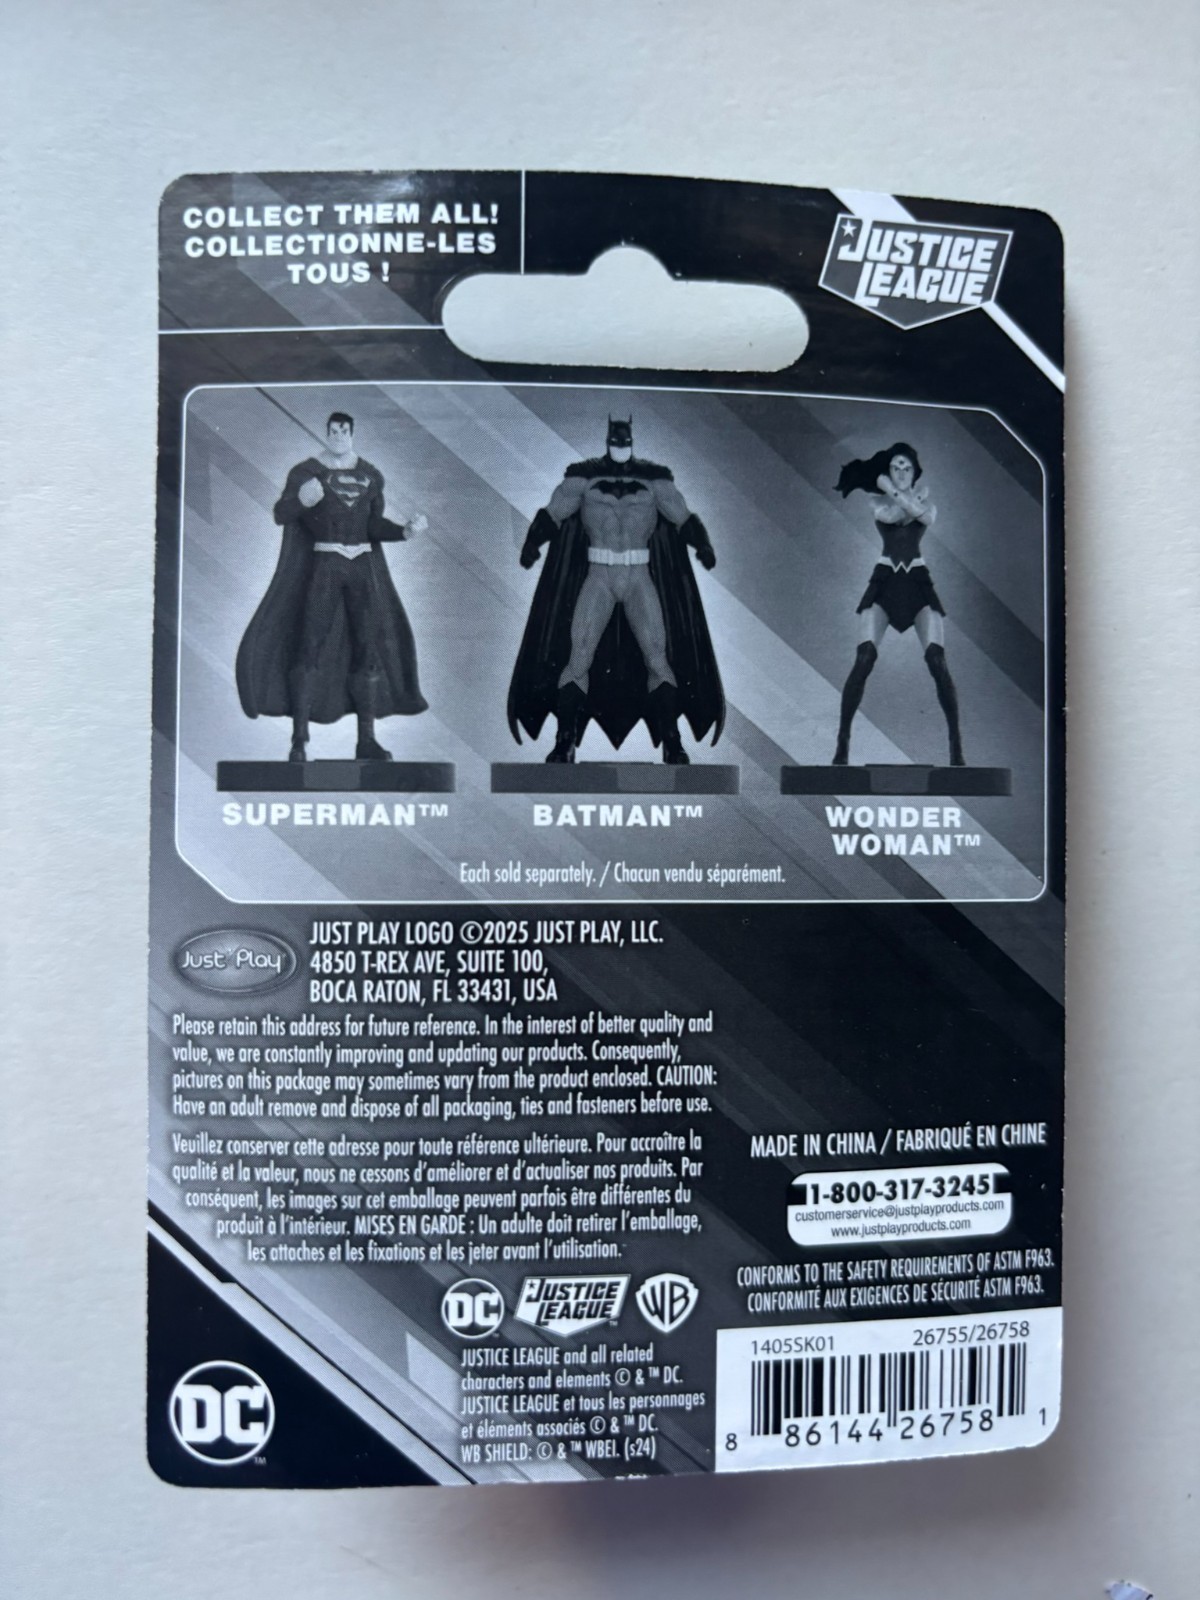 COLLECT THEM ALL!
COLLECTIONNE-LES
TOUS !
JUSTICE
LEAGUE
SUPERMAN™
BATMAN™
WONDER
WOMAN™
Each sold separately. / Chacun vendu séparément.
Just Play
JUST PLAY LOGO ©2025 JUST PLAY, LLC.
4850 T-REX AVE, SUITE 100,
BOCA RATON, FL 33431, USA
Please retain this address for future reference. In the interest of better quality and
value, we are constantly improving and updating our products. Consequently,
pictures on this package may sometimes vary from the product enclosed. CAUTION:
Have an adult remove and dispose of all packaging, ties and fasteners before use.
Veuillez conserver cette adresse pour toute référence ultérieure. Pour accroître la
qualité et la valeur, nous ne cessons d'améliorer et d'actualiser nos produits. Par
conséquent, les images sur cet emballage peuvent parfois être différentes du
produit à l'intérieur. MISES EN GARDE : Un adulte doit retirer l'emballage,
les attaches et les fixations et les jeter avant l'utilisation.
MADE IN CHINA / FABRIQUÉ EN CHINE
1-800-317-3245
customerservice@justplayproducts.com
www.justplayproducts.com
CONFORMS TO THE SAFETY REQUIREMENTS OF ASTM F963.
CONFORMITÉ AUX EXIGENCES DE SÉCURITÉ ASTM F963.
DC™
JUSTICE
LEAGUE™
WB
JUSTICE LEAGUE and all related
characters and elements © & ™ DC.
JUSTICE LEAGUE et tous les personnages
et éléments associés © & ™ DC.
WB SHIELD: © & ™ WBEI. (s24)
DC™
1405SK01 26755/26758
8 86144 26758 1